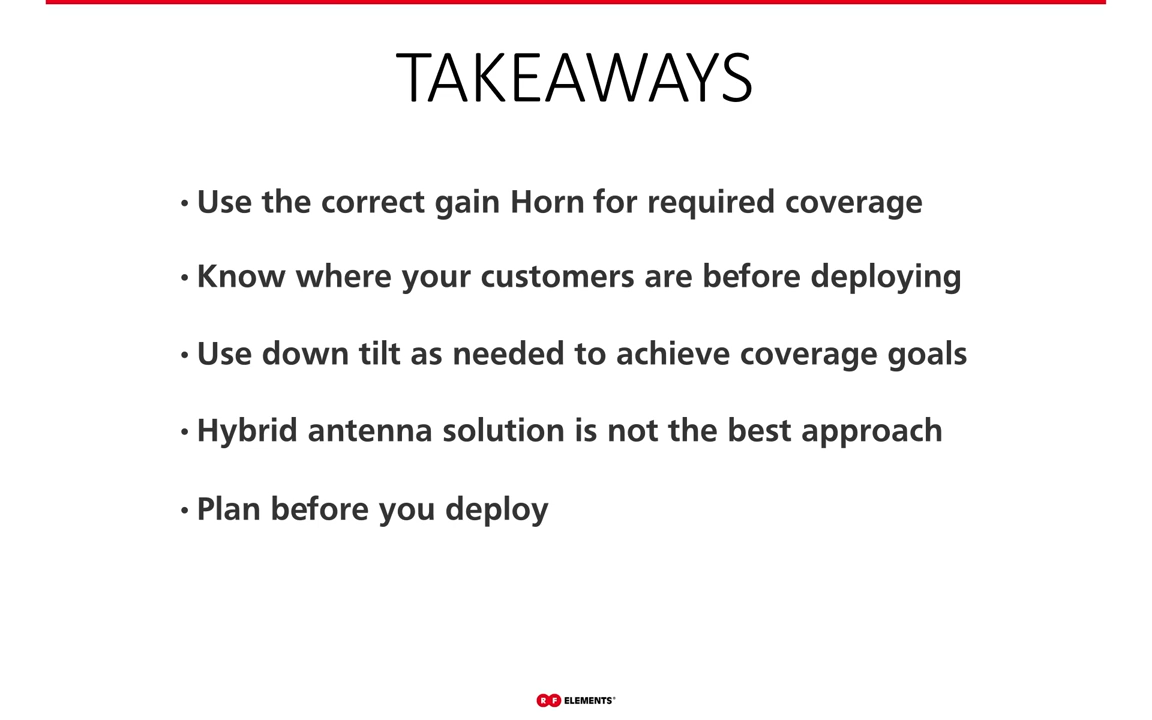 TAKEAWAYS
• Use the correct gain Horn for required coverage
• Know where your customers are before deploying
• Use down tilt as needed to achieve coverage goals
• Hybrid antenna solution is not the best approach
• Plan before you deploy
RF ELEMENTS®